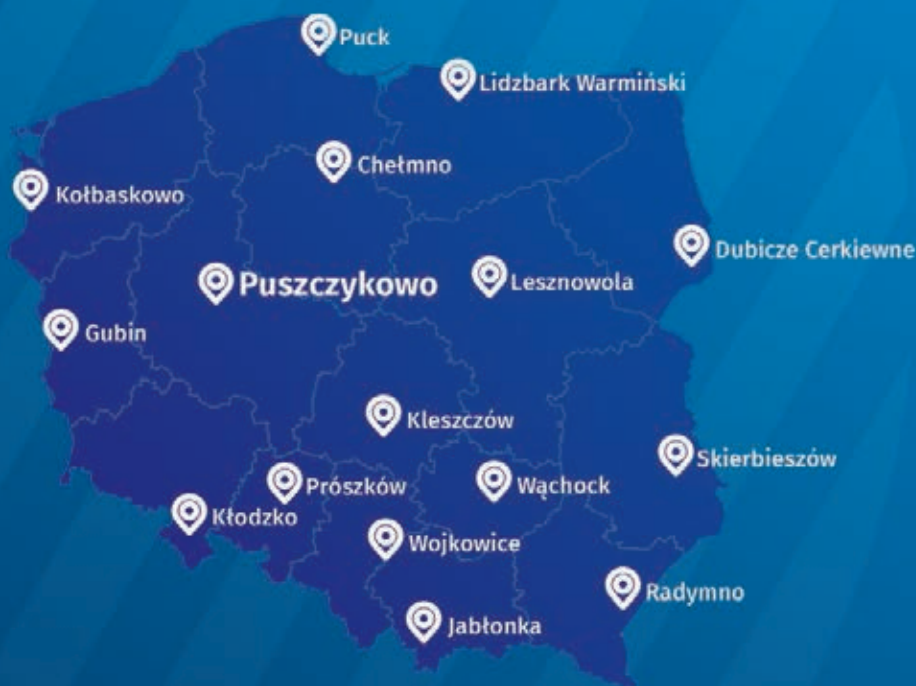 Puck
Lidzbark Warmiński
Chełmno
Kołbaskowo
Dubicze Cerkiewne
Puszczykowo
Lesznowola
Gubin
Kleszczów
Skierbieszów
Prószków
Wąchock
Kłodzko
Wojkowice
Radymno
Jabłonka